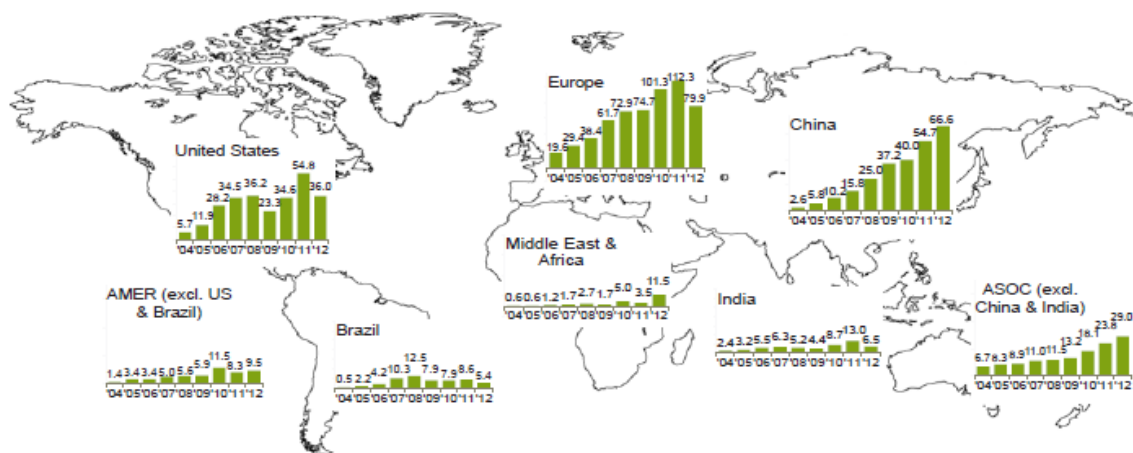 Europe
19.6 29.4 38.4 61.7 72.9 74.7 101.3 112.3 79.9
'04 '05 '06 '07 '08 '09 '10 '11 '12
China
2.6 5.8 10.2 15.8 25.0 37.2 40.0 54.7 66.6
'04 '05 '06 '07 '08 '09 '10 '11 '12
United States
5.7 11.9 28.2 34.5 36.2 23.3 34.6 54.8 36.0
'04 '05 '06 '07 '08 '09 '10 '11 '12
Middle East &
Africa
0.6 0.6 1.2 1.7 2.7 1.7 5.0 3.5 11.5
'04 '05 '06 '07 '08 '09 '10 '11 '12
AMER (excl. US
& Brazil)
1.4 3.4 3.4 5.0 5.6 5.9 11.5 8.3 9.5
'04 '05 '06 '07 '08 '09 '10 '11 '12
Brazil
0.5 2.2 4.2 10.3 12.5 7.9 7.9 8.6 5.4
'04 '05 '06 '07 '08 '09 '10 '11 '12
India
2.4 3.2 5.5 6.3 5.2 4.4 8.7 13.0 6.5
'04 '05 '06 '07 '08 '09 '10 '11 '12
ASOC (excl.
China & India)
6.7 8.3 8.9 11.0 11.5 13.2 18.1 23.8 29.0
'04 '05 '06 '07 '08 '09 '10 '11 '12